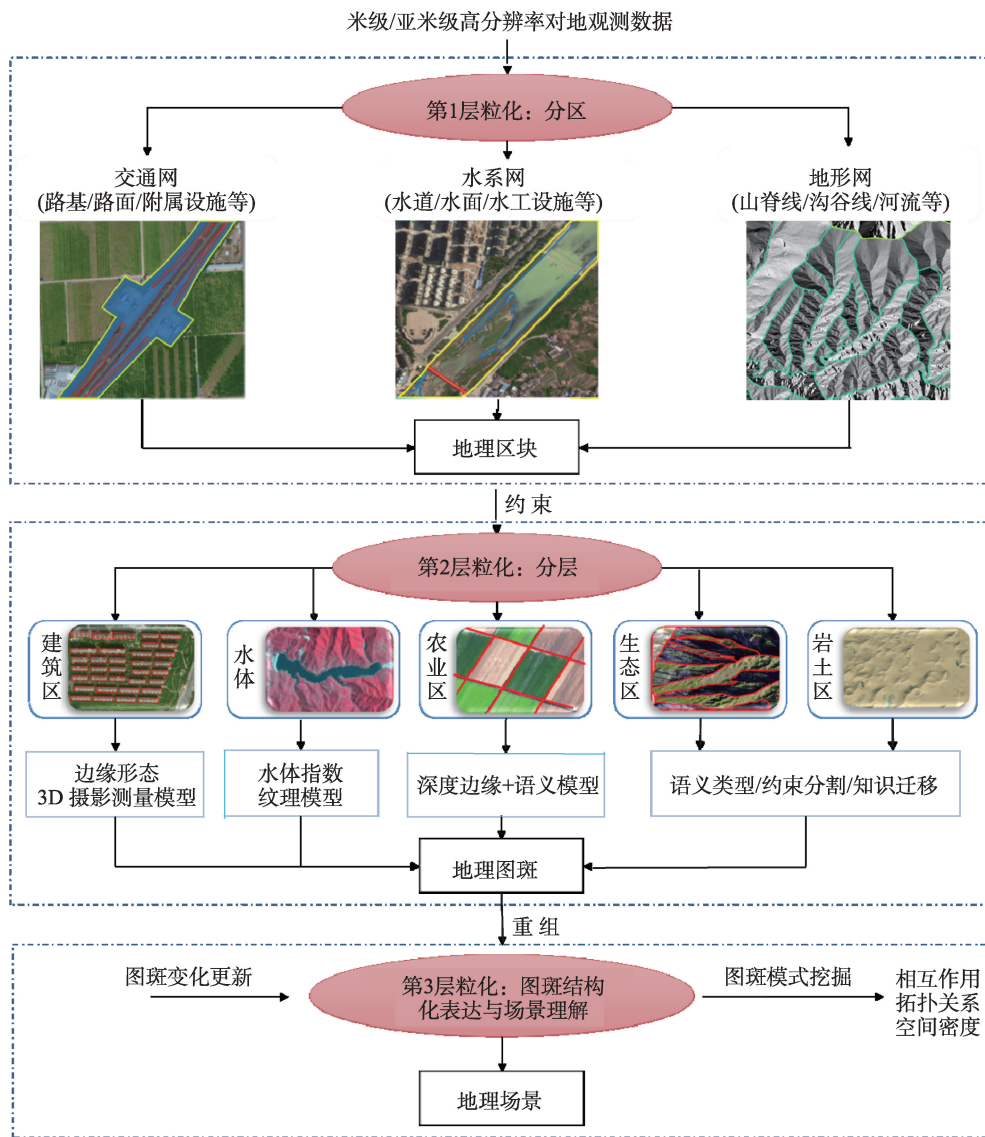 米级/亚米级高分辨率对地观测数据
第1层粒化：分区
交通网
(路基/路面/附属设施等)
水系网
(水道/水面/水工设施等)
地形网
(山脊线/沟谷线/河流等)
地理区块
约 束
第2层粒化：分层
建筑区
水体
农业区
生态区
岩土区
边缘形态
3D 摄影测量模型
水体指数
纹理模型
深度边缘+语义模型
语义类型/约束分割/知识迁移
地理图斑
重 组
图斑变化更新
第3层粒化：图斑结构
化表达与场景理解
图斑模式挖掘
相互作用
拓扑关系
空间密度
地理场景